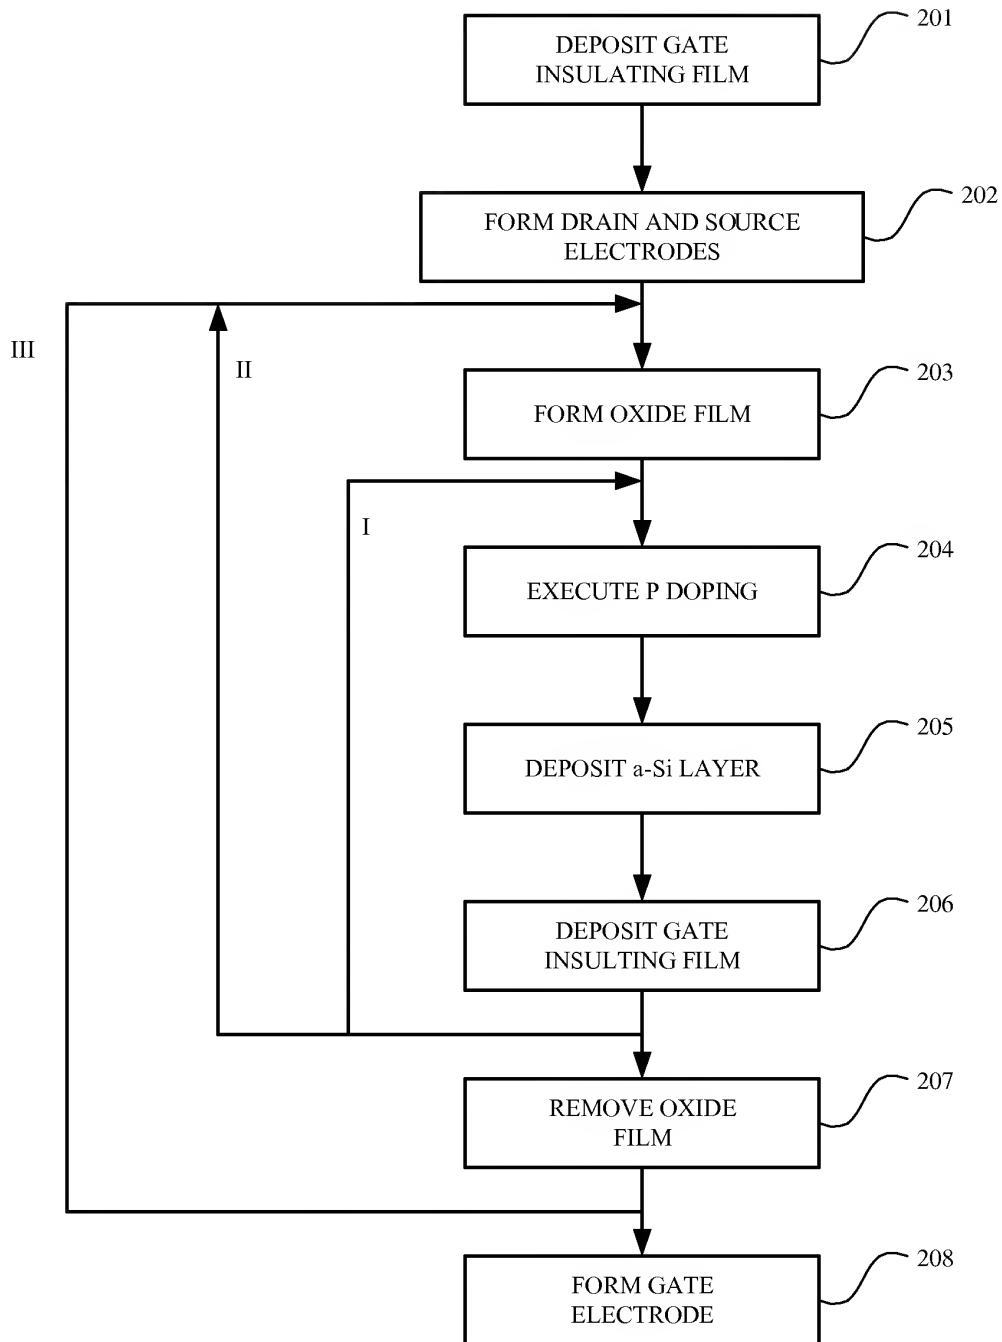 201
DEPOSIT GATE
INSULATING FILM
202
FORM DRAIN AND SOURCE
ELECTRODES
III
II
203
FORM OXIDE FILM
I
204
EXECUTE P DOPING
205
DEPOSIT a-Si LAYER
206
DEPOSIT GATE
INSULTING FILM
207
REMOVE OXIDE
FILM
208
FORM GATE
ELECTRODE